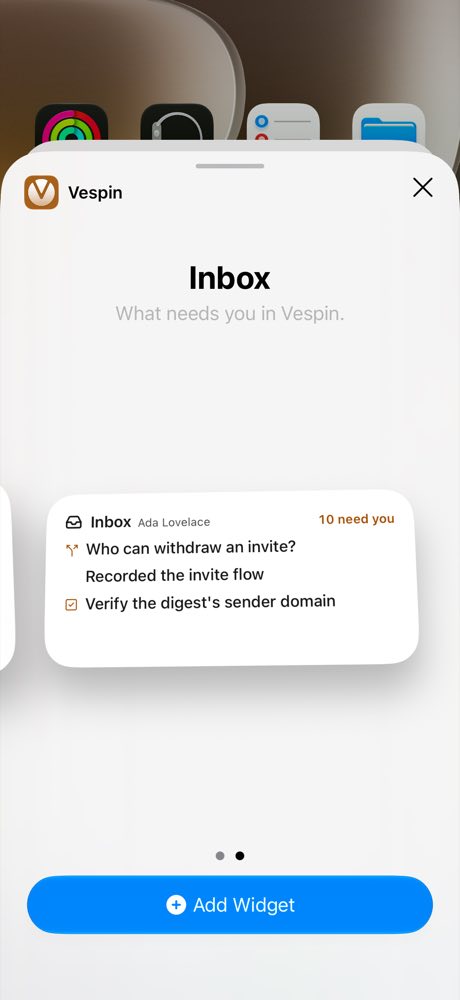 Vespin
Inbox
What needs you in Vespin.
Inbox Ada Lovelace 10 need you
Who can withdraw an invite?
Recorded the invite flow
Verify the digest's sender domain
Add Widget